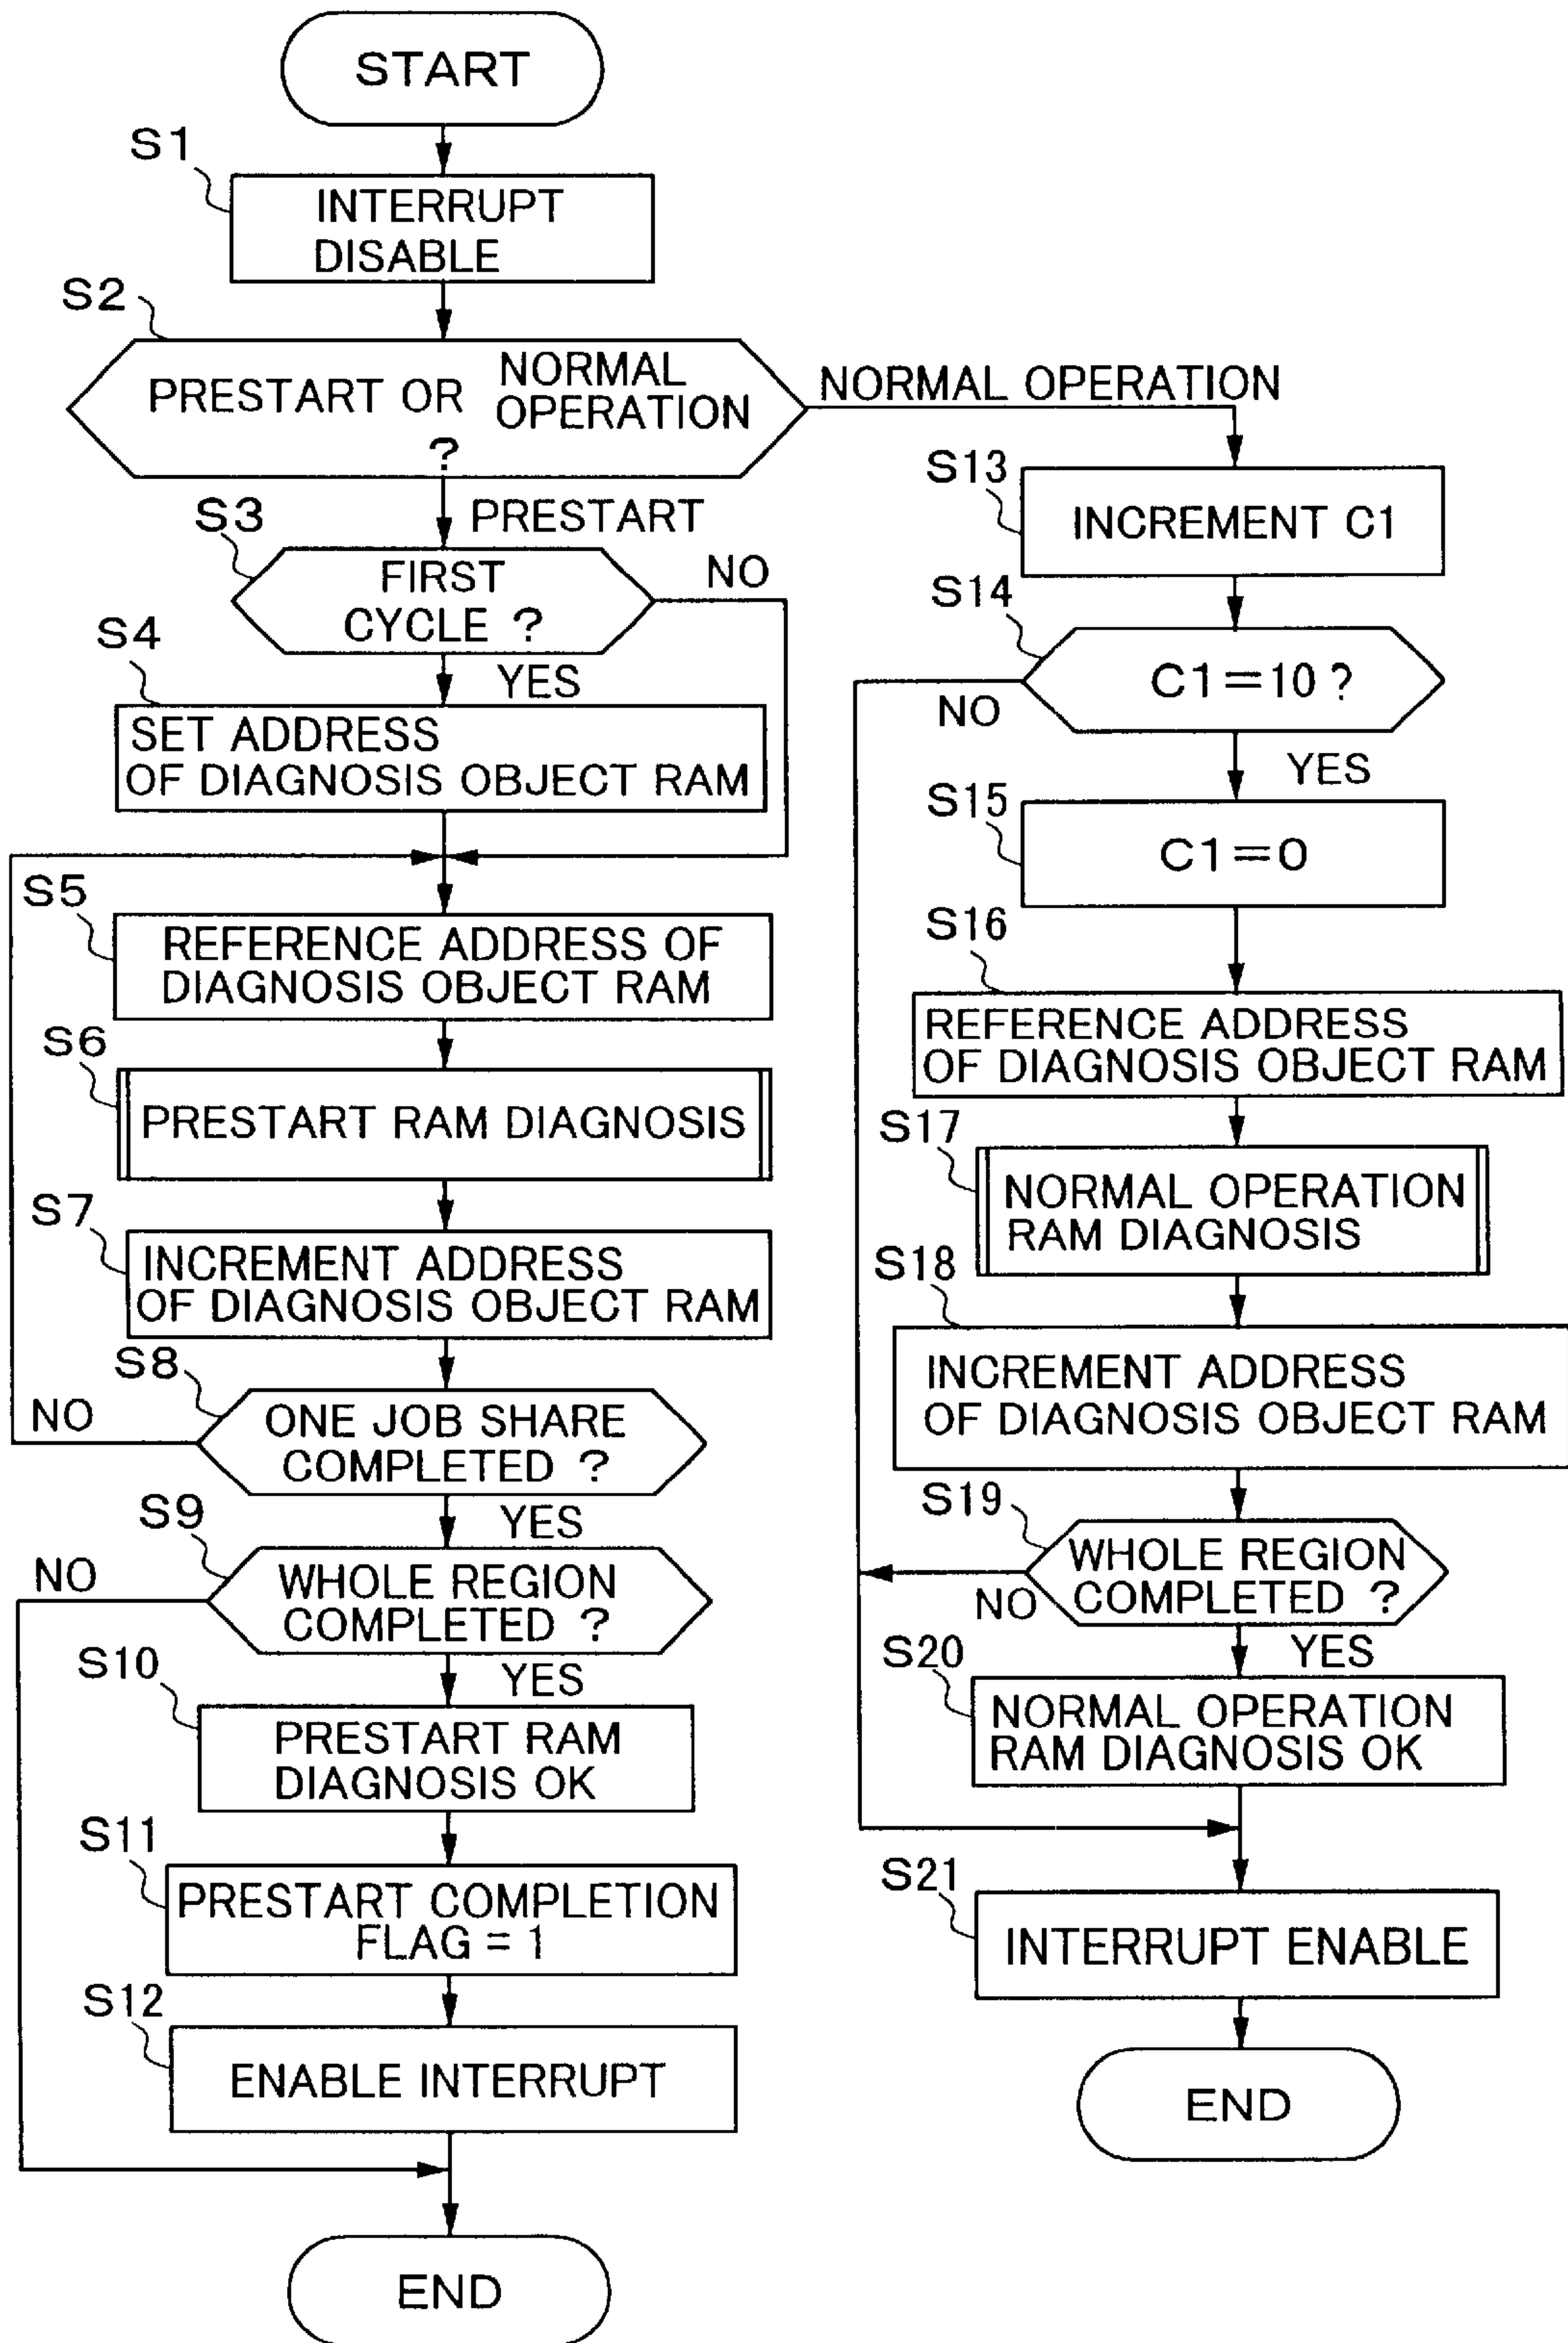 START
S1
INTERRUPT
DISABLE
S2
PRESTART OR NORMAL
OPERATION
?
NORMAL OPERATION
PRESTART
S3
FIRST
CYCLE ?
NO
YES
S4
SET ADDRESS
OF DIAGNOSIS OBJECT RAM
S5
REFERENCE ADDRESS OF
DIAGNOSIS OBJECT RAM
S6
PRESTART RAM DIAGNOSIS
S7
INCREMENT ADDRESS
OF DIAGNOSIS OBJECT RAM
S8
NO
ONE JOB SHARE
COMPLETED ?
YES
S9
NO
WHOLE REGION
COMPLETED ?
YES
S10
PRESTART RAM
DIAGNOSIS OK
S11
PRESTART COMPLETION
FLAG = 1
S12
ENABLE INTERRUPT
END
S13
INCREMENT C1
S14
C1=10 ?
NO
YES
S15
C1=0
S16
REFERENCE ADDRESS
OF DIAGNOSIS OBJECT RAM
S17
NORMAL OPERATION
RAM DIAGNOSIS
S18
INCREMENT ADDRESS
OF DIAGNOSIS OBJECT RAM
S19
WHOLE REGION
COMPLETED ?
NO
YES
S20
NORMAL OPERATION
RAM DIAGNOSIS OK
S21
INTERRUPT ENABLE
END